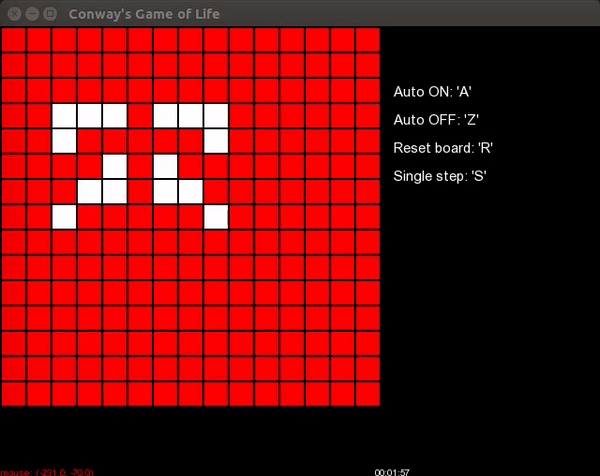 Conway's Game of Life
Auto ON: 'A'
Auto OFF: 'Z'
Reset board: 'R'
Single step: 'S'
mouse: (-231.0, -70.0)
00:01:57